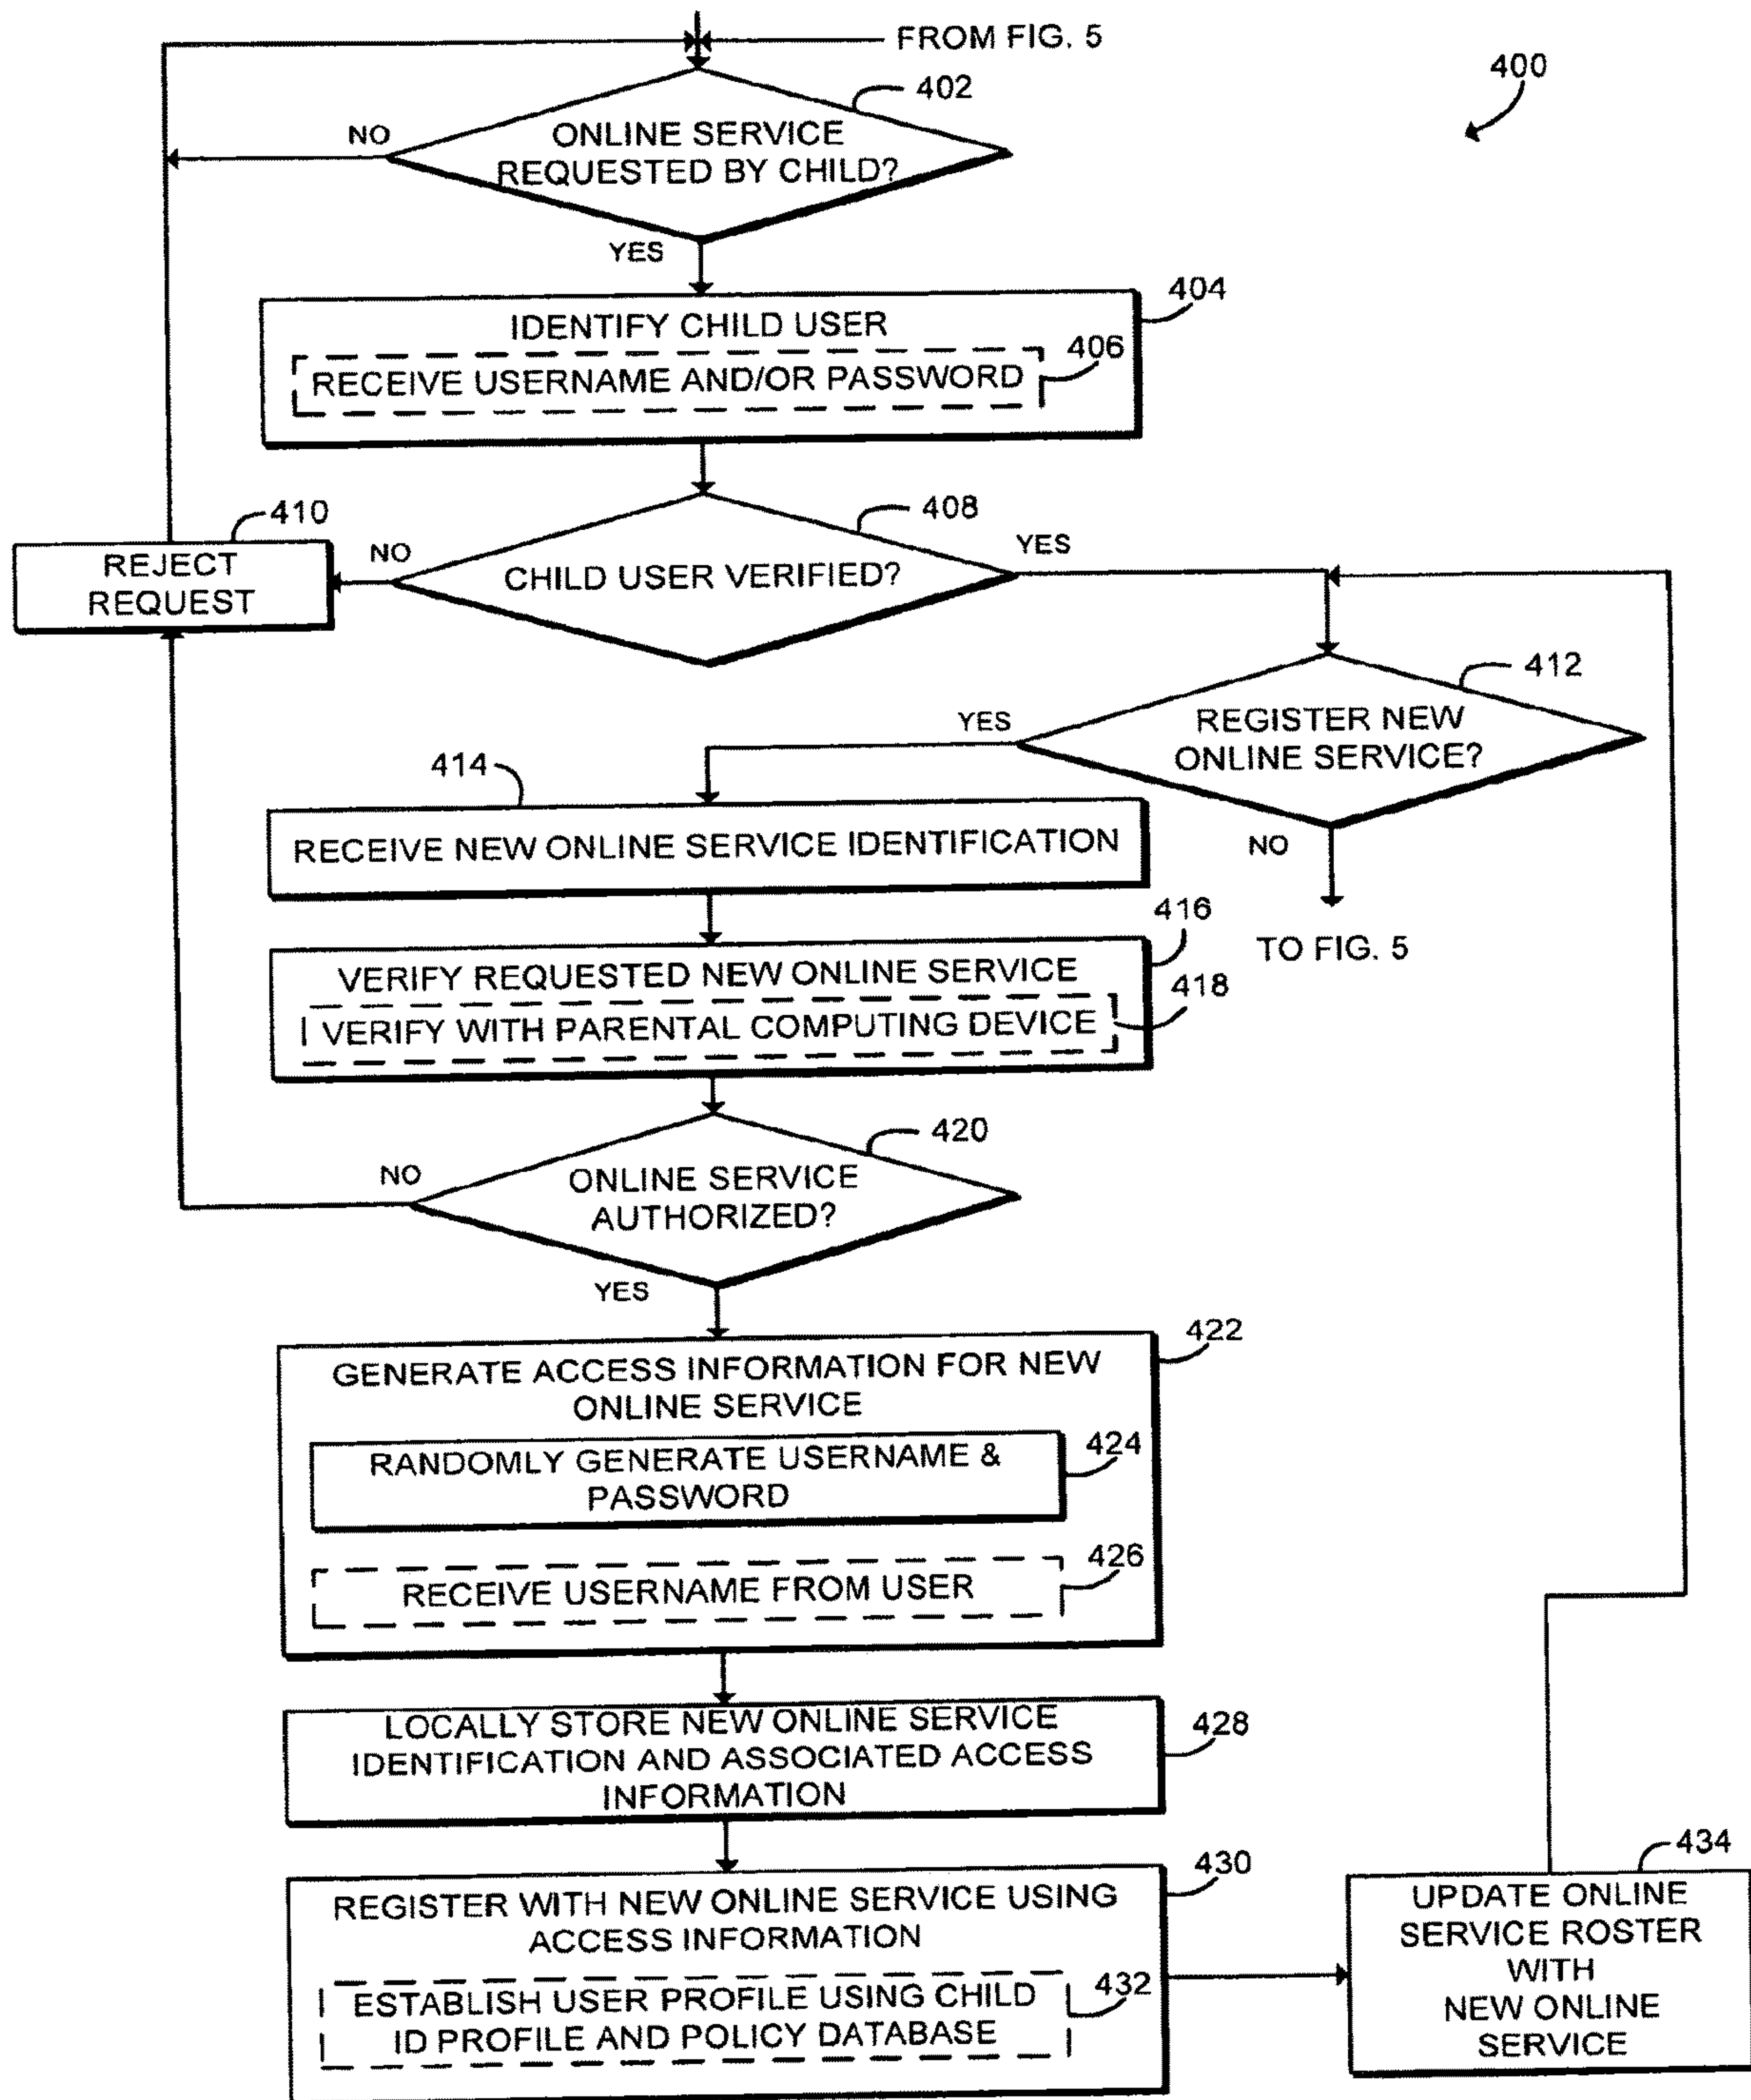 FROM FIG. 5
400
402
NO
ONLINE SERVICE
REQUESTED BY CHILD?
YES
404
IDENTIFY CHILD USER
406
RECEIVE USERNAME AND/OR PASSWORD
408
410
NO
YES
REJECT
REQUEST
CHILD USER VERIFIED?
412
YES
REGISTER NEW
ONLINE SERVICE?
414
RECEIVE NEW ONLINE SERVICE IDENTIFICATION
NO
416
TO FIG. 5
VERIFY REQUESTED NEW ONLINE SERVICE
418
VERIFY WITH PARENTAL COMPUTING DEVICE
420
NO
ONLINE SERVICE
AUTHORIZED?
YES
422
GENERATE ACCESS INFORMATION FOR NEW
ONLINE SERVICE
424
RANDOMLY GENERATE USERNAME &
PASSWORD
426
RECEIVE USERNAME FROM USER
428
LOCALLY STORE NEW ONLINE SERVICE
IDENTIFICATION AND ASSOCIATED ACCESS
INFORMATION
430
REGISTER WITH NEW ONLINE SERVICE USING
ACCESS INFORMATION
432
ESTABLISH USER PROFILE USING CHILD
ID PROFILE AND POLICY DATABASE
434
UPDATE ONLINE
SERVICE ROSTER
WITH
NEW ONLINE
SERVICE